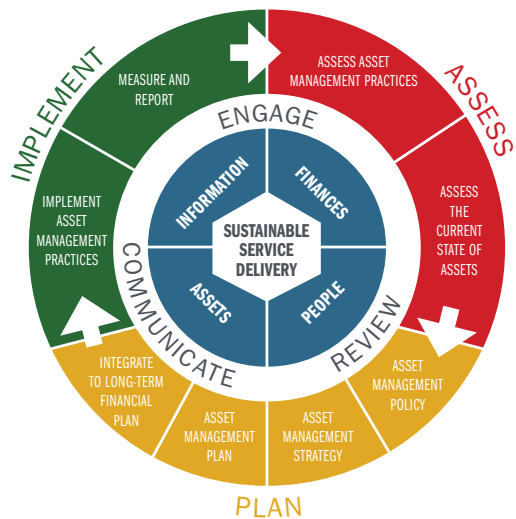 IMPLEMENT
ASSESS
PLAN
MEASURE AND
REPORT
ASSESS ASSET
MANAGEMENT PRACTICES
ASSESS
THE
CURRENT
STATE OF
ASSETS
ASSET
MANAGEMENT
POLICY
ASSET
MANAGEMENT
STRATEGY
ASSET
MANAGEMENT
PLAN
INTEGRATE
TO LONG-TERM
FINANCIAL
PLAN
IMPLEMENT
ASSET
MANAGEMENT
PRACTICES
ENGAGE
REVIEW
COMMUNICATE
INFORMATION
FINANCES
PEOPLE
ASSETS
SUSTAINABLE
SERVICE
DELIVERY